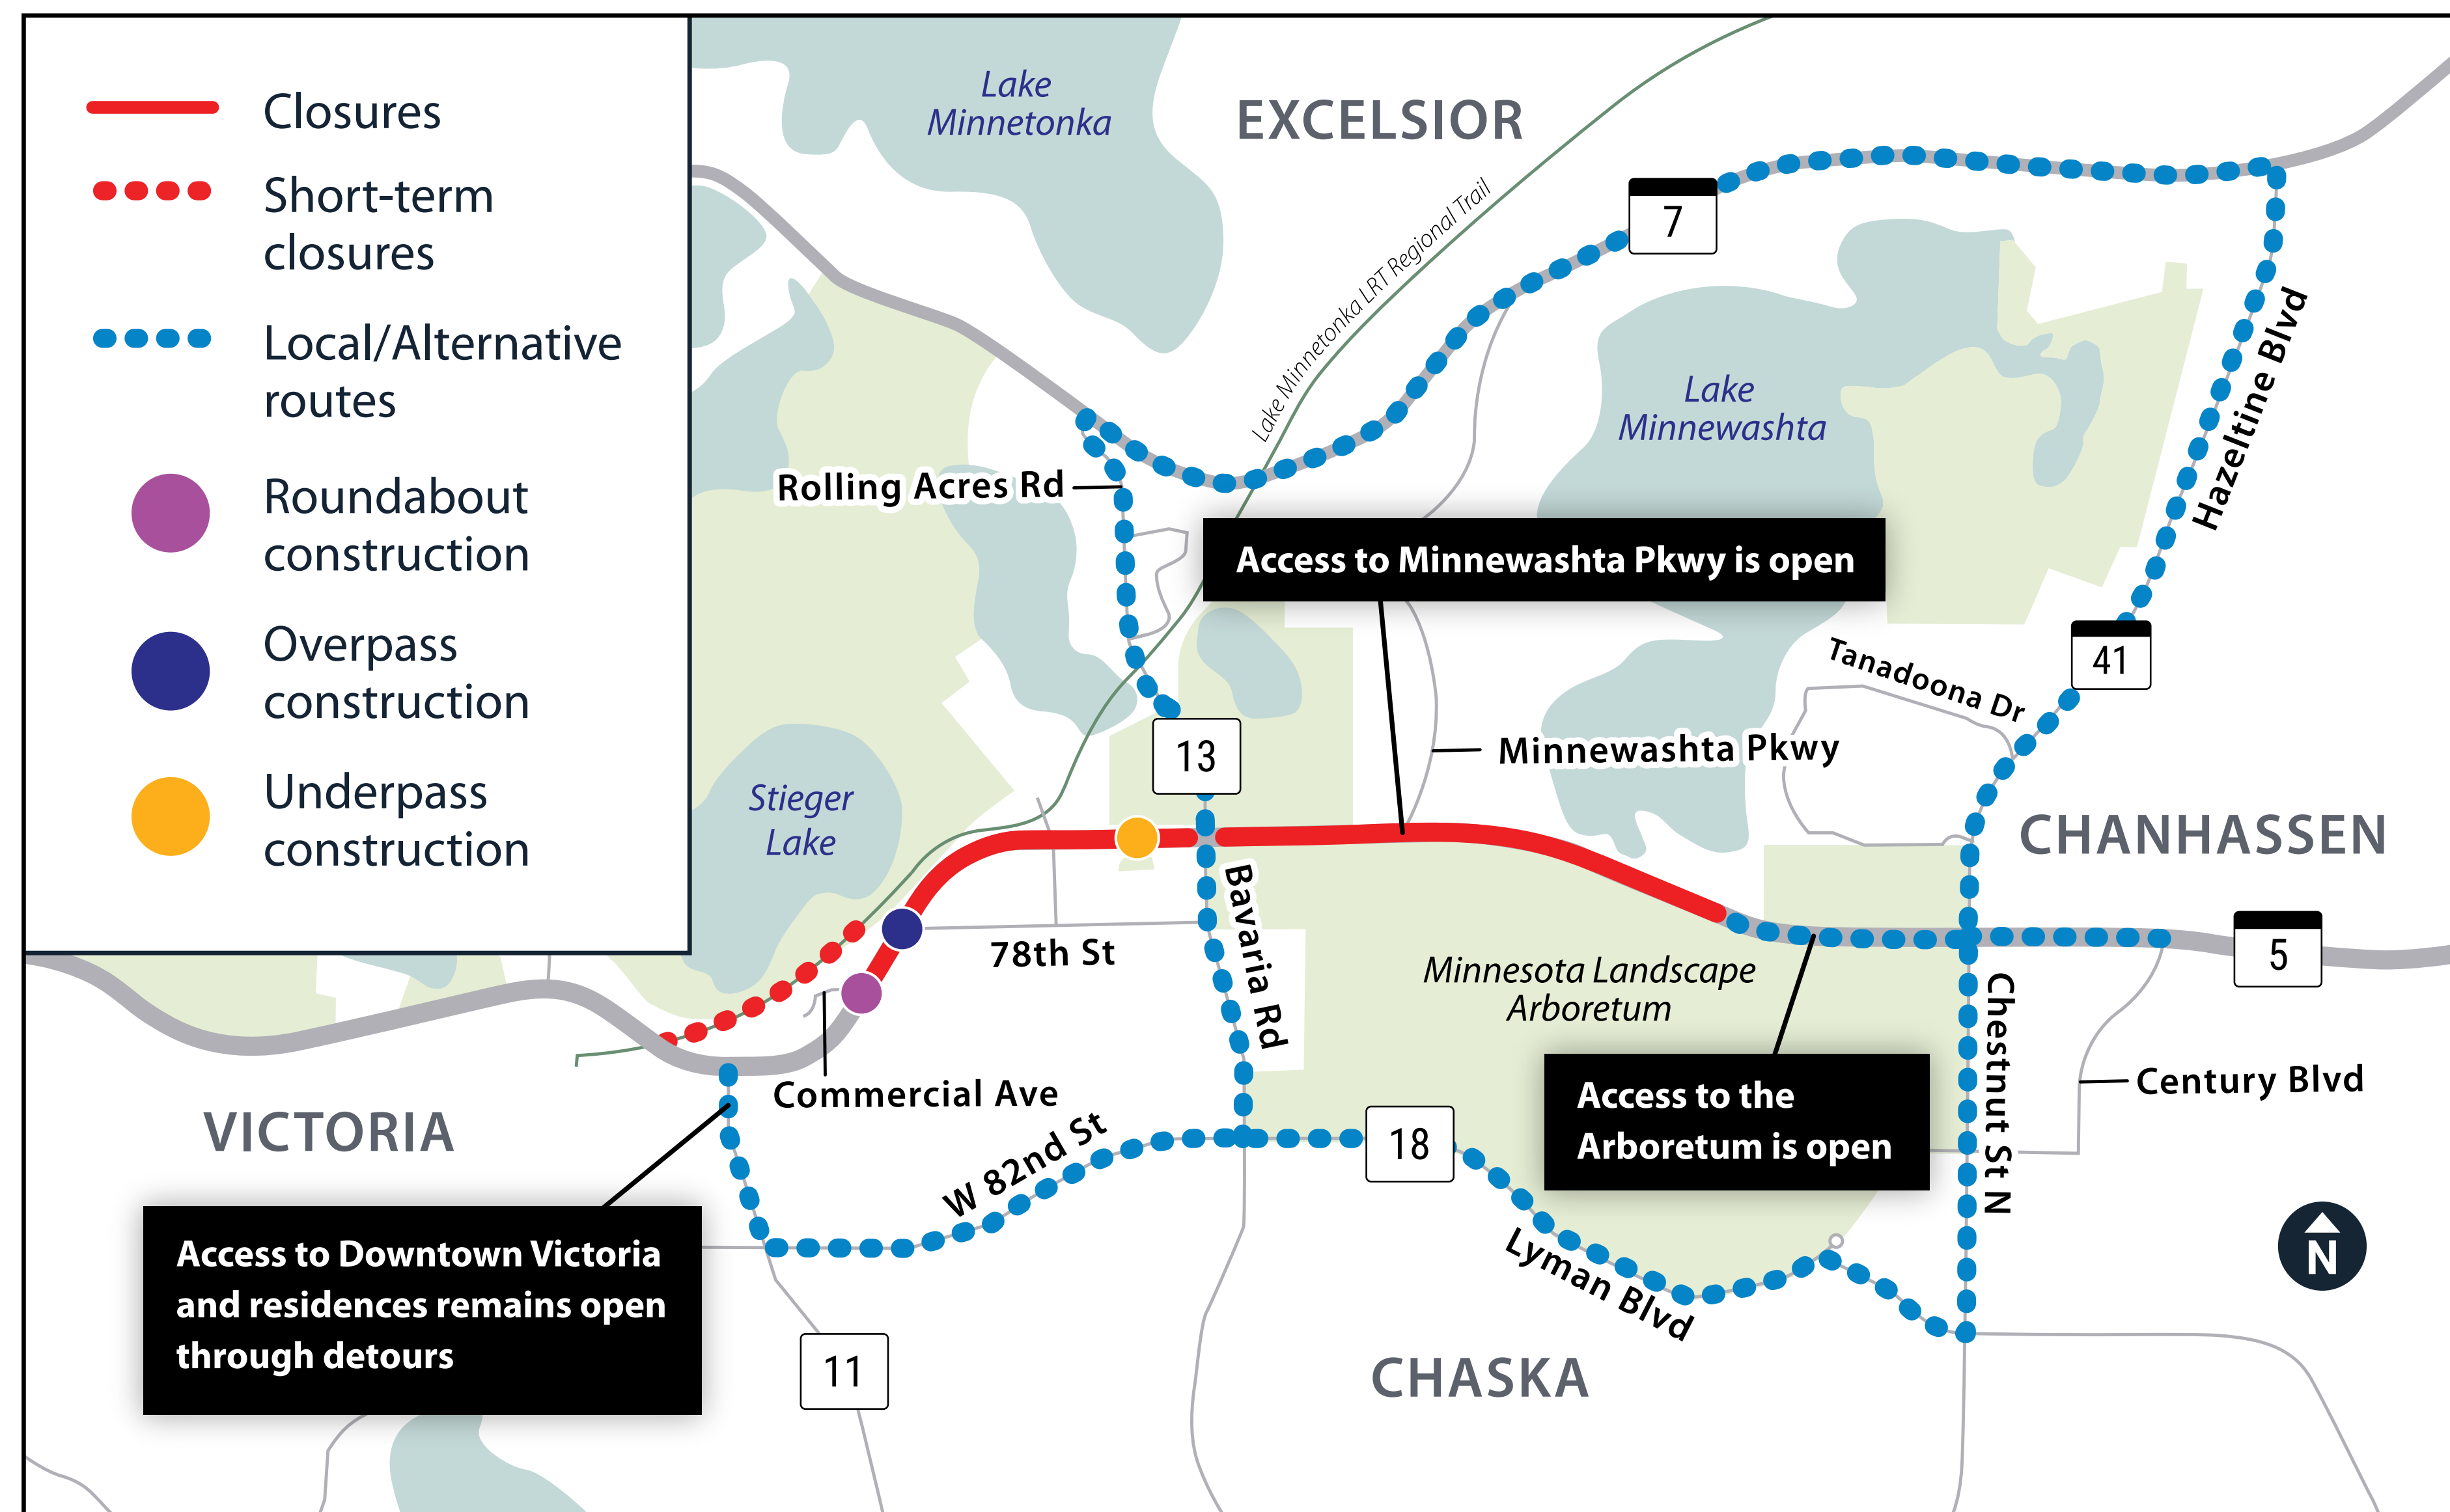 Closures
Short-term
closures
Local/Alternative
routes
Roundabout
construction
Overpass
construction
Underpass
construction
Lake
Minnetonka
EXCELSIOR
Lake Minnetonka LRT Regional Trail
7
Hazeltine Blvd
Lake
Minnewashta
Rolling Acres Rd
Access to Minnewashta Pkwy is open
41
Tanadoona Dr
13
Minnewashta Pkwy
Stieger
Lake
CHANHASSEN
Bavaria Rd
78th St
5
Minnesota Landscape
Arboretum
Chestnut St N
Commercial Ave
Century Blvd
VICTORIA
W 82nd St
18
Access to the
Arboretum is open
Lyman Blvd
N
Access to Downtown Victoria
and residences remains open
through detours
11
CHASKA